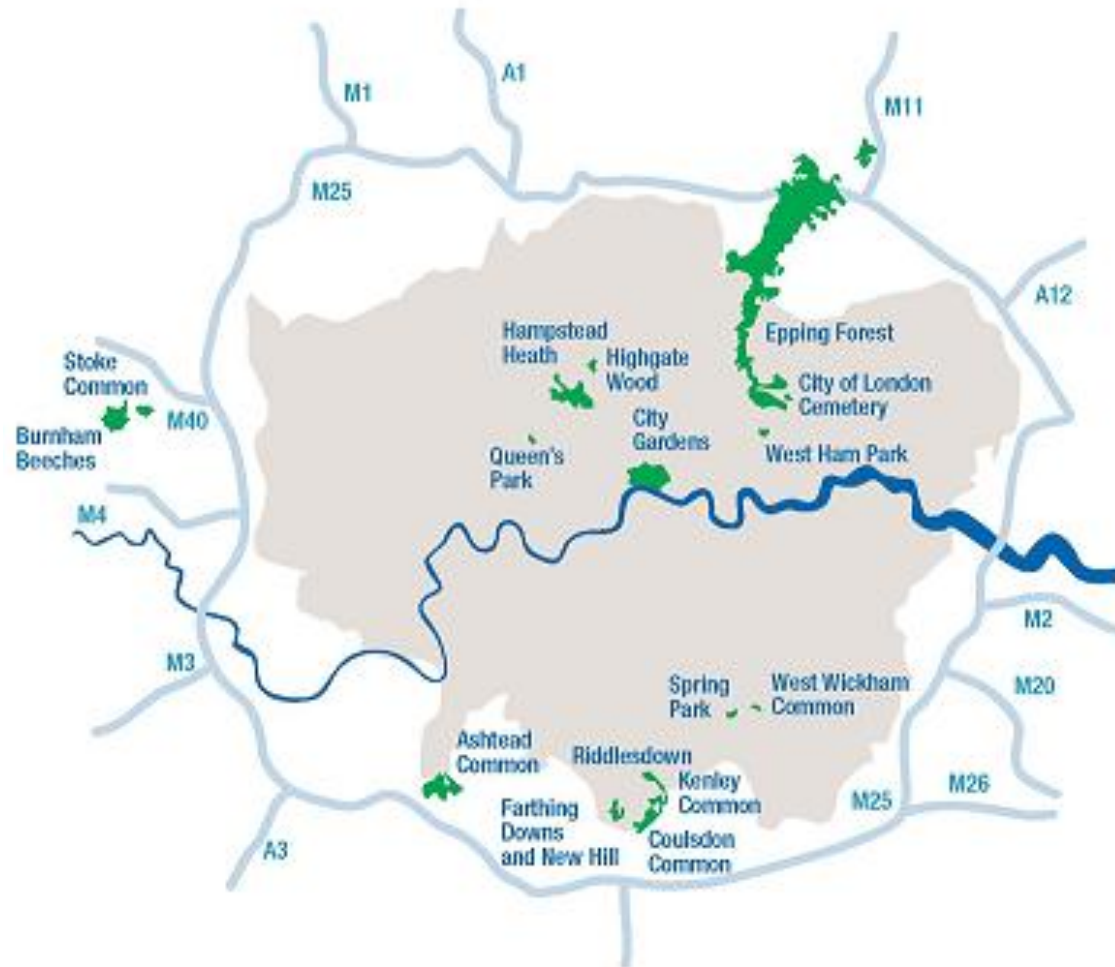 A1
M1
M11
M25
A12
Hampstead
Heath
Highgate
Wood
Epping Forest
Stoke
Common
M40
City of London
Cemetery
Burnham
Beeches
City
Gardens
Queen's
Park
West Ham Park
M4
M2
M3
M20
Spring
Park
West Wickham
Common
Ashtead
Common
Riddlesdown
Kenley
Common
M25
M26
Farthing
Downs
and New Hill
Coulsdon
Common
A3